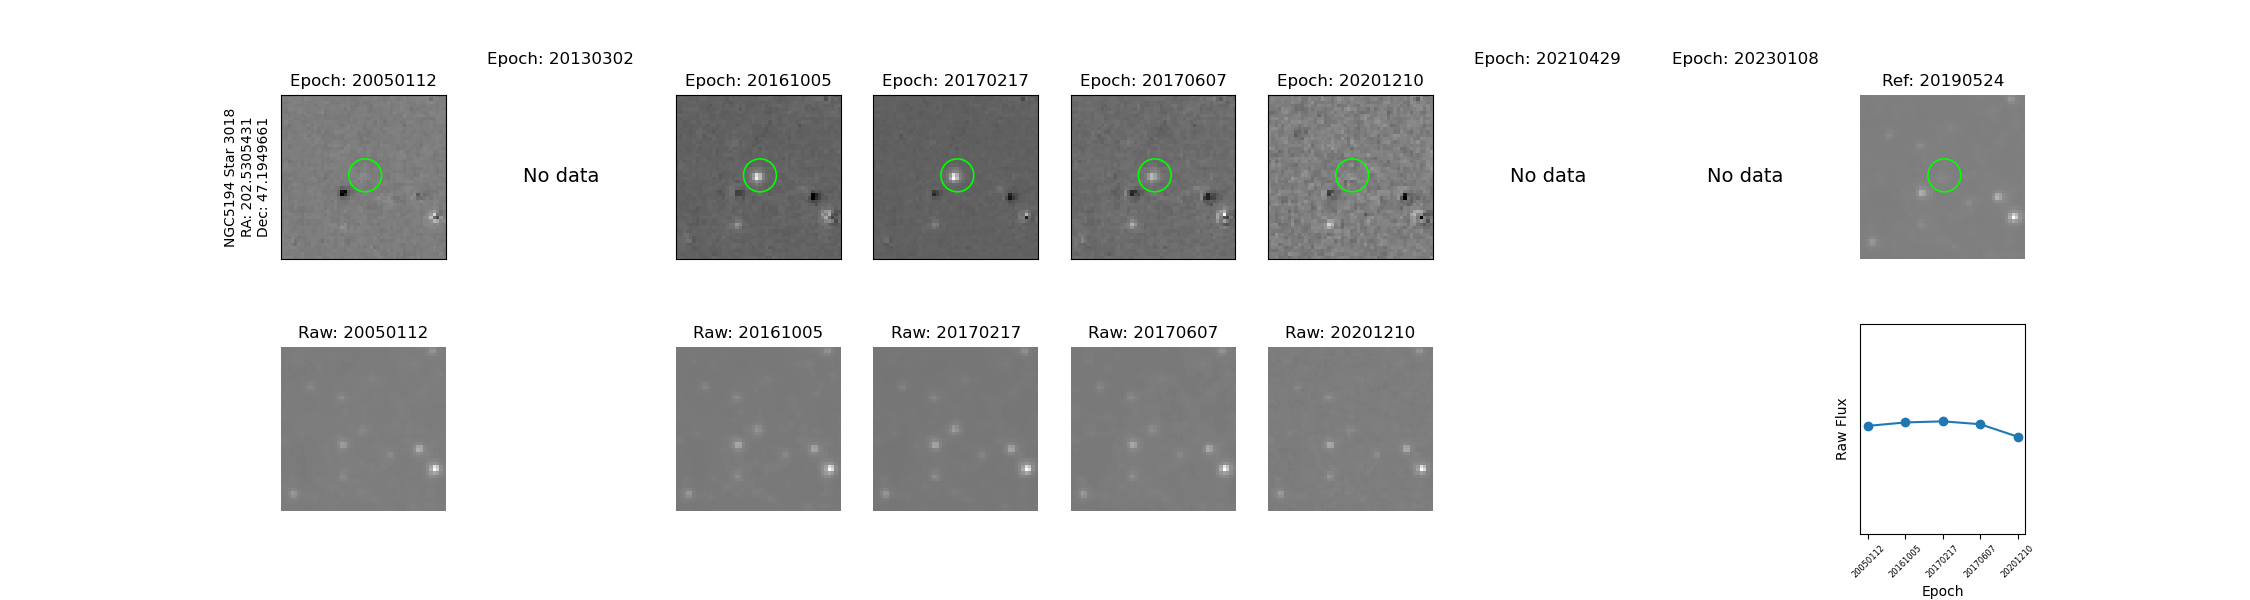 Epoch: 20130302
Epoch: 20210429
Epoch: 20230108
Epoch: 20050112
Epoch: 20161005
Epoch: 20170217
Epoch: 20170607
Epoch: 20201210
Ref: 20190524
NGC5194 Star 3018
RA: 202.5305431
Dec: 47.1949661
No data
No data
No data
Raw: 20050112
Raw: 20161005
Raw: 20170217
Raw: 20170607
Raw: 20201210
Raw Flux
20050112
20161005
20170217
20170607
20201210
Epoch